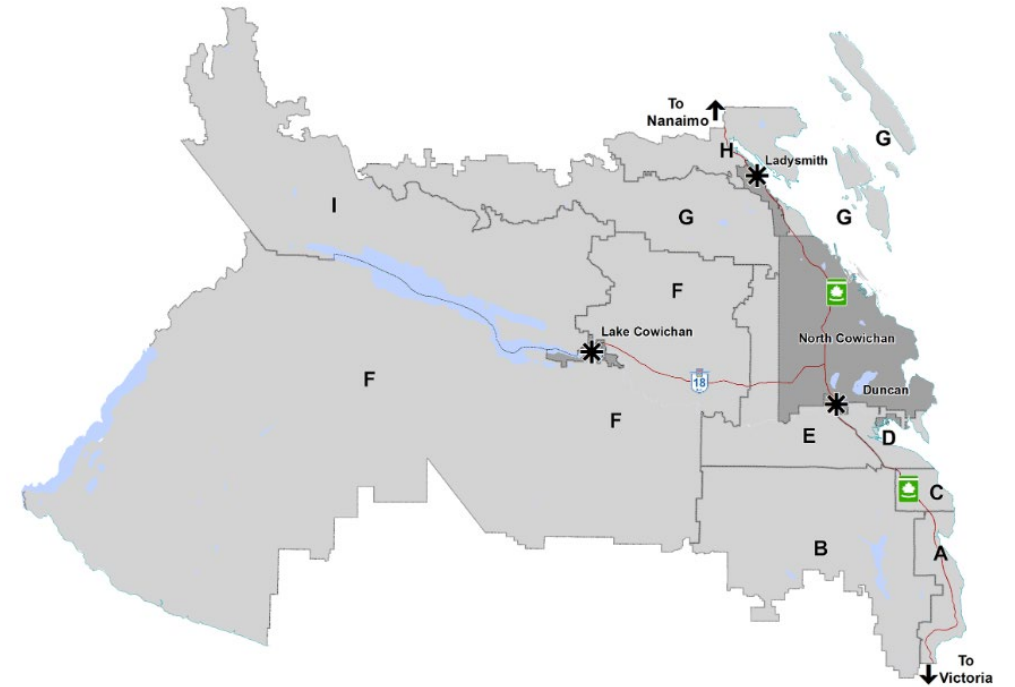 To
Nanaimo
G
H
Ladysmith
I
G
G
F
Lake Cowichan
North Cowichan
18
F
Duncan
F
E
D
C
B
A
To
Victoria